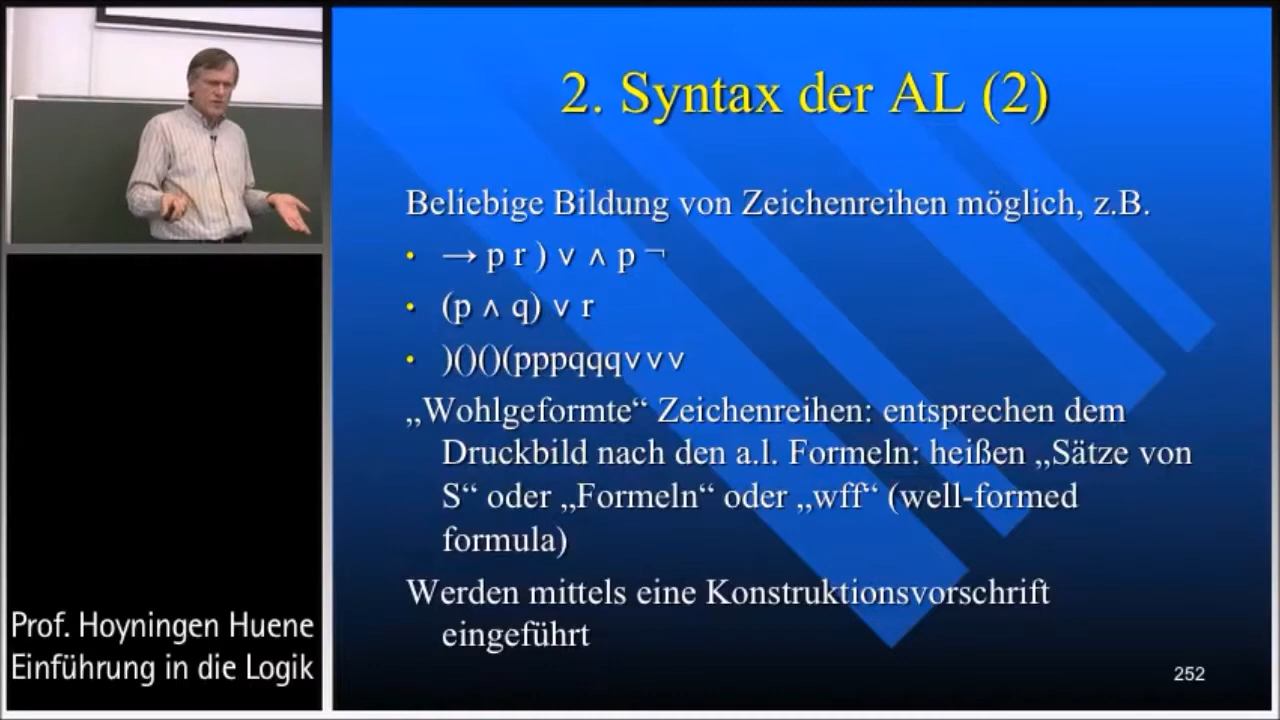 2. Syntax der AL (2)
Beliebige Bildung von Zeichenreihen möglich, z.B.
• → p r ) ∨ ∧ p ¬
• (p ∧ q) ∨ r
• )()()(pppqqq∨∨∨
„Wohlgeformte“ Zeichenreihen: entsprechen dem
Druckbild nach den a.l. Formeln: heißen „Sätze von
S“ oder „Formeln“ oder „wff“ (well-formed
formula)
Werden mittels eine Konstruktionsvorschrift
eingeführt
252
Prof. Hoyningen Huene
Einführung in die Logik